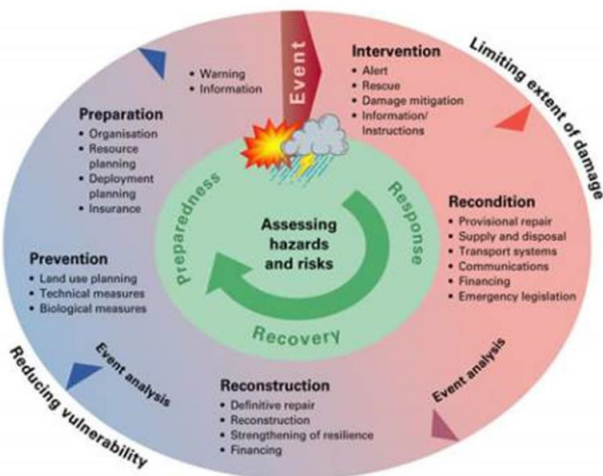 Event
Intervention
• Alert
• Rescue
• Damage mitigation
• Information/
Instructions
Limiting extent of damage
Recondition
• Provisional repair
• Supply and disposal
• Transport systems
• Communications
• Financing
• Emergency legislation
Event analysis
Reconstruction
• Definitive repair
• Reconstruction
• Strengthening of resilience
• Financing
Event analysis
Reducing vulnerability
Prevention
• Land use planning
• Technical measures
• Biological measures
Preparation
• Organisation
• Resource
planning
• Deployment
planning
• Insurance
• Warning
• Information
Response
Recovery
Preparedness
Assessing
hazards
and risks